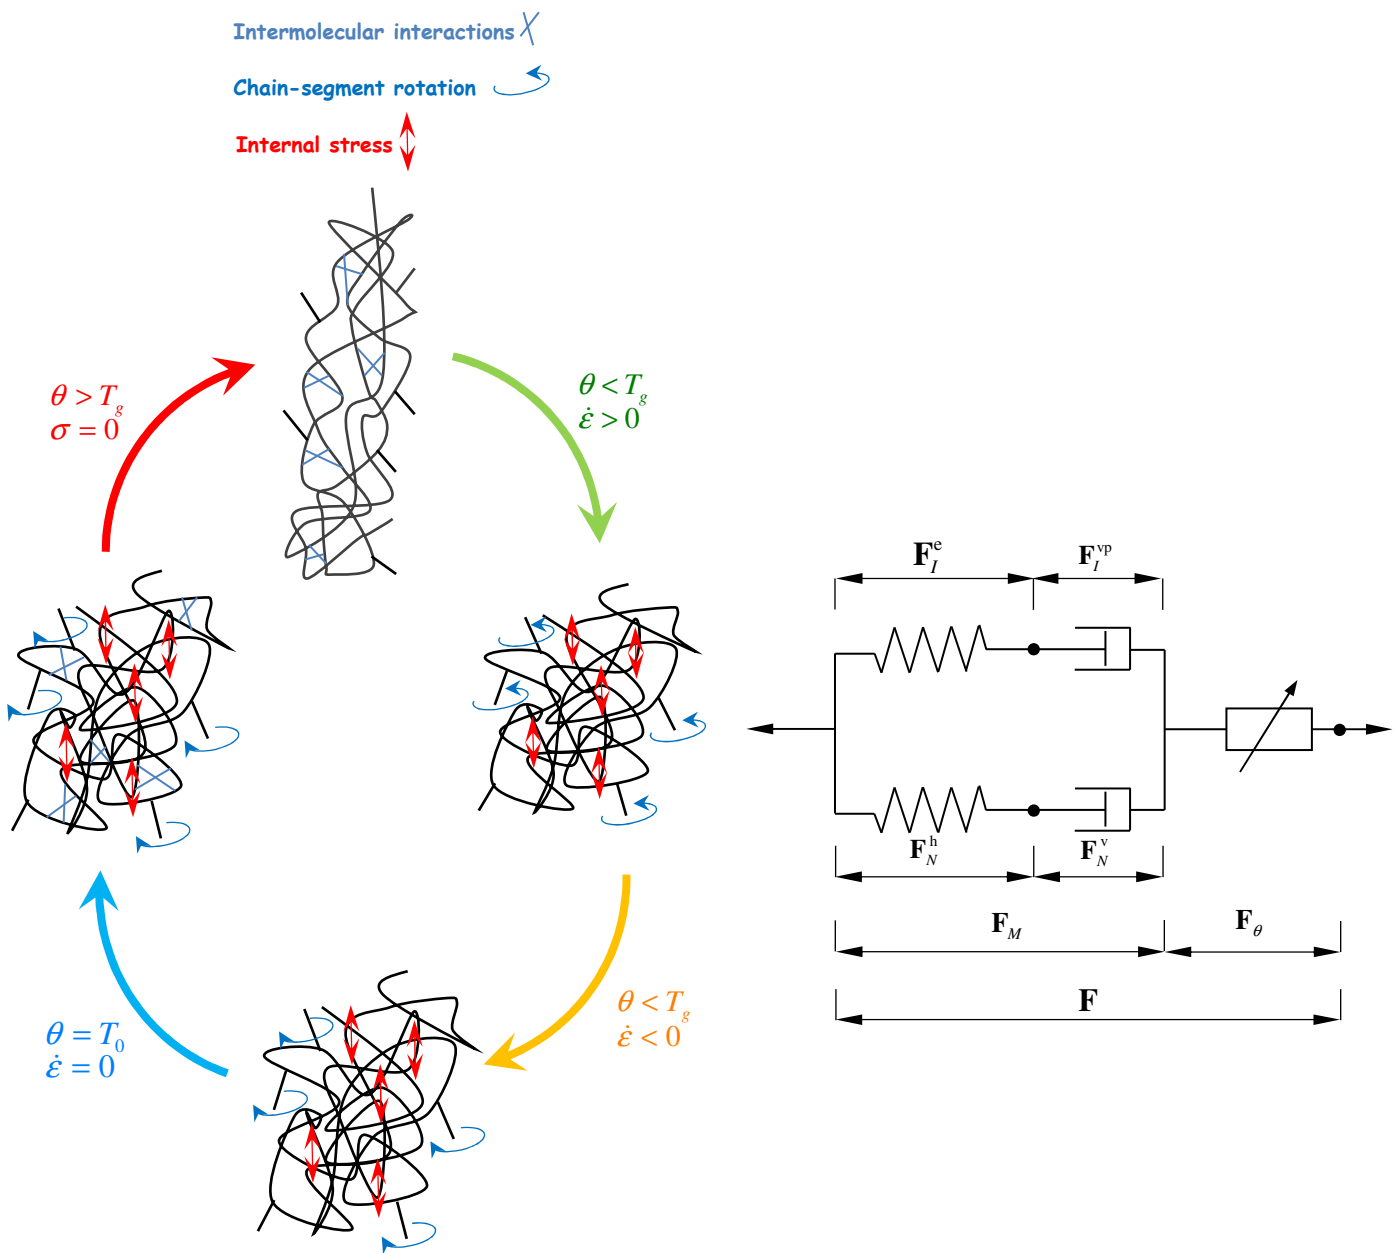 Intermolecular interactions
Chain-segment rotation
Internal stress
θ > T_g
σ = 0
θ < T_g
ε̇ > 0
F_I^e
F_I^vp
F_N^h
F_N^v
F_M
F_θ
F
θ < T_g
ε̇ < 0
θ = T_0
ε̇ = 0